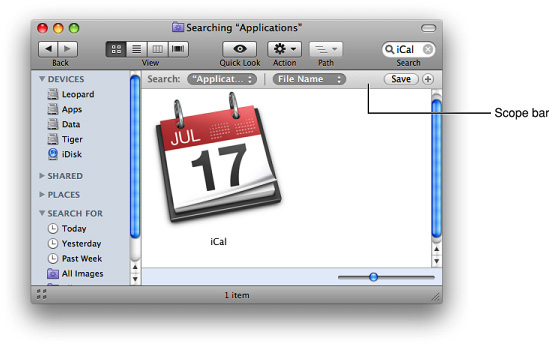 Searching “Applications”
Back View Quick Look Action Path Search
iCal
Search: “Applicat... File Name Save
Scope bar
DEVICES
Leopard
Apps
Data
Tiger
iDisk
SHARED
PLACES
SEARCH FOR
Today
Yesterday
Past Week
All Images
JUL
17
iCal
1 item